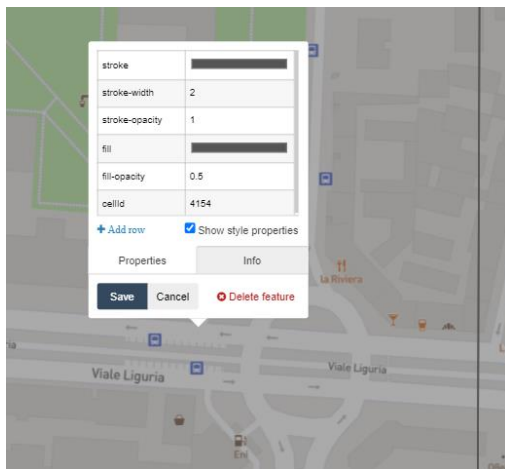 stroke
stroke-width 2
stroke-opacity 1
fill
fill-opacity 0.5
cellId 4154
+ Add row Show style properties
Properties Info
Save Cancel Delete feature
la Riviera
Viale Liguria
Viale Liguria
Eni